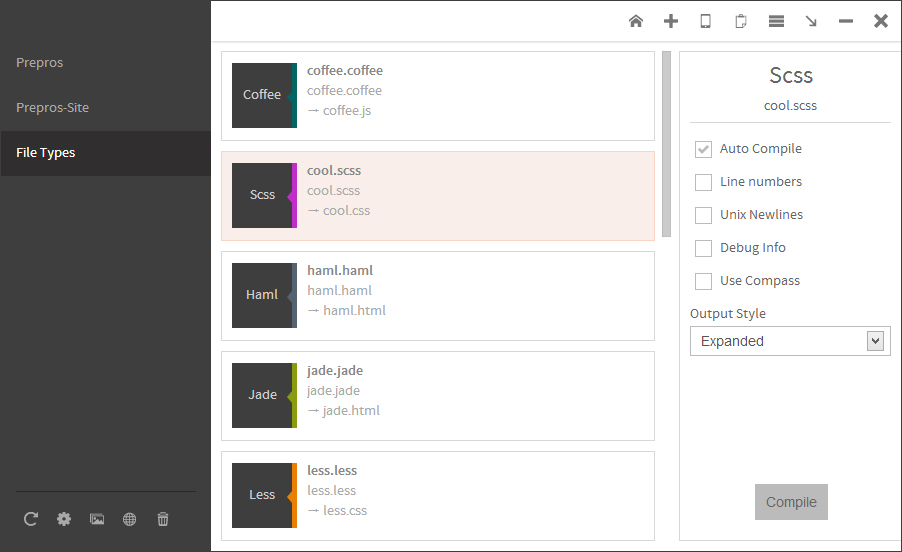 Prepros
Prepros-Site
File Types
Coffee
coffee.coffee
coffee.coffee
→ coffee.js
Scss
cool.scss
cool.scss
→ cool.css
Haml
haml.haml
haml.haml
→ haml.html
Jade
jade.jade
jade.jade
→ jade.html
Less
less.less
less.less
→ less.css
Scss
cool.scss
Auto Compile
Line numbers
Unix Newlines
Debug Info
Use Compass
Output Style
Expanded
Compile